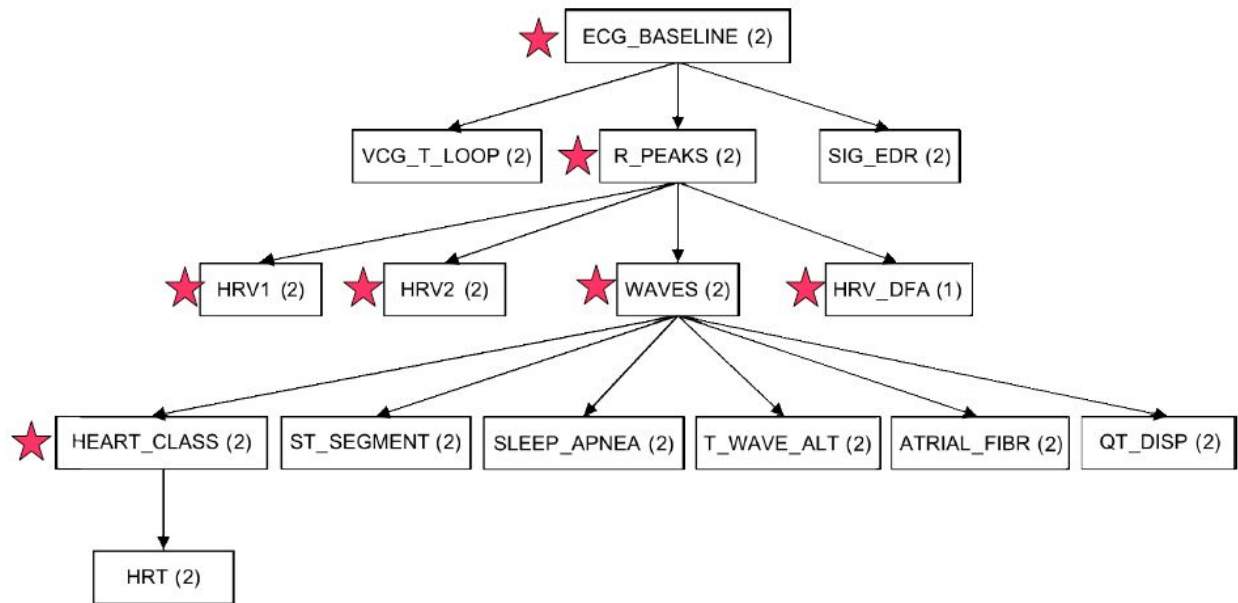 ECG_BASELINE (2)
VCG_T_LOOP (2)
R_PEAKS (2)
SIG_EDR (2)
HRV1 (2)
HRV2 (2)
WAVES (2)
HRV_DFA (1)
HEART_CLASS (2)
ST_SEGMENT (2)
SLEEP_APNEA (2)
T_WAVE_ALT (2)
ATRIAL_FIBR (2)
QT_DISP (2)
HRT (2)